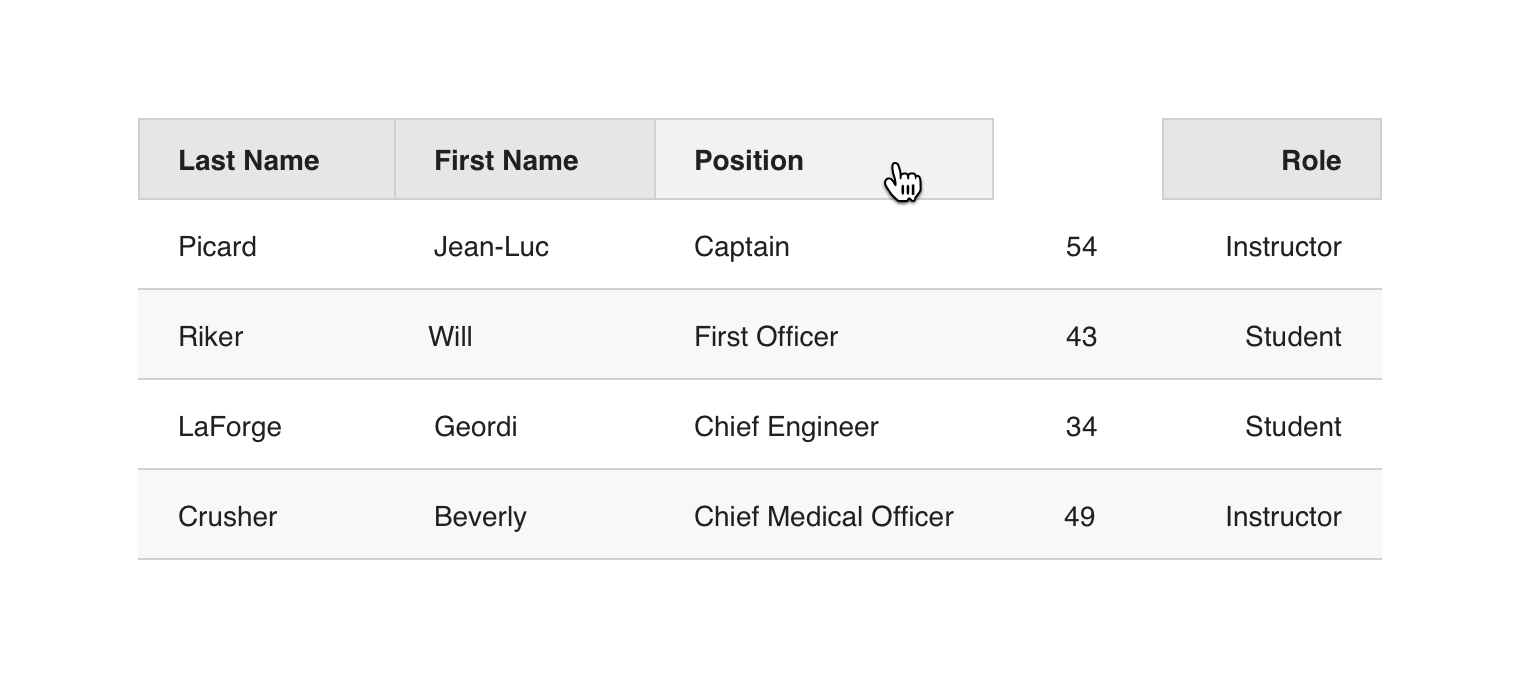 Last Name First Name Position Role
Picard Jean-Luc Captain 54 Instructor
Riker Will First Officer 43 Student
LaForge Geordi Chief Engineer 34 Student
Crusher Beverly Chief Medical Officer 49 Instructor